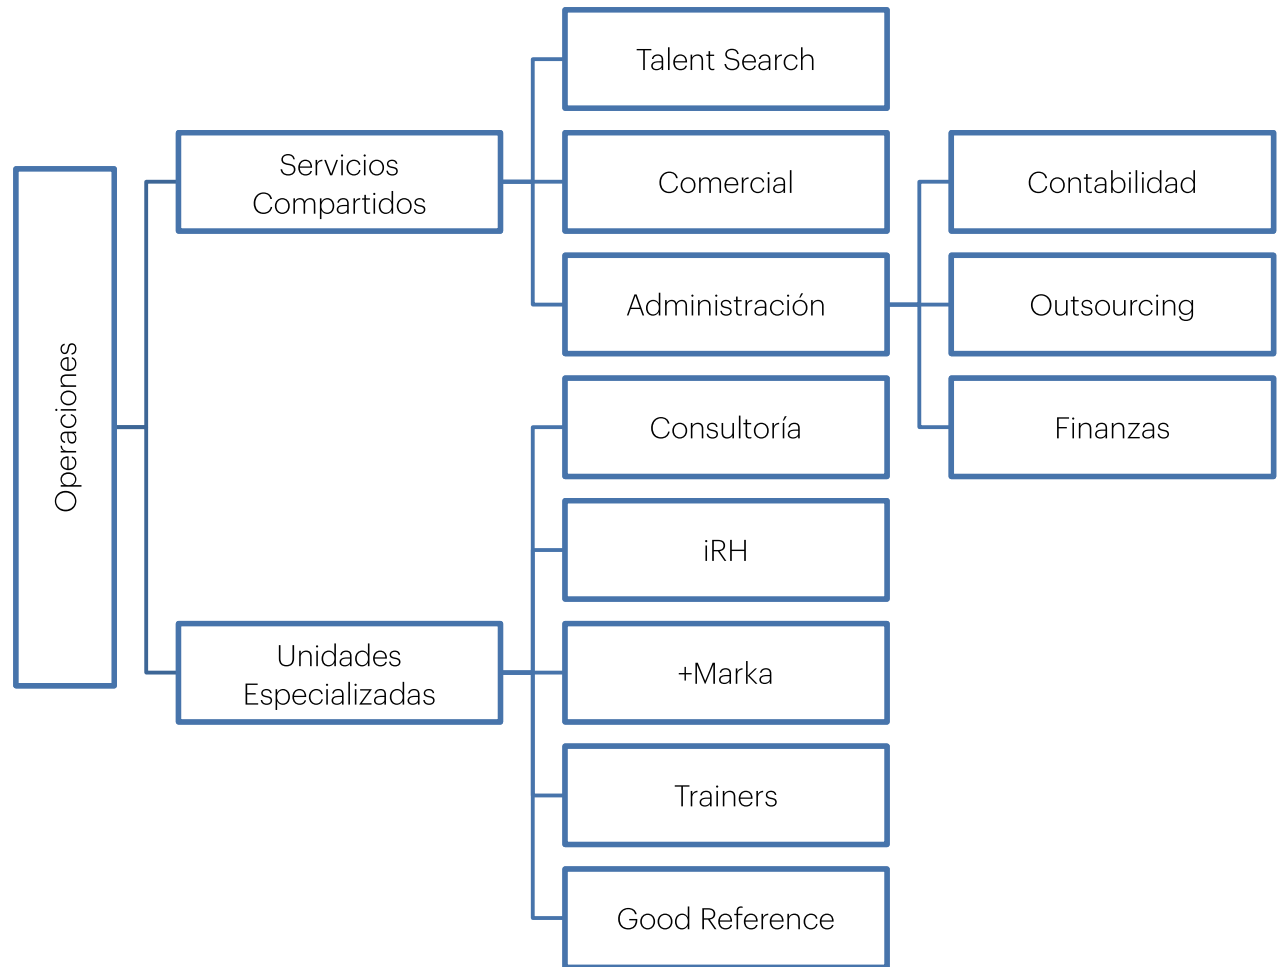 Operaciones
Servicios
Compartidos
Talent Search
Comercial
Administración
Contabilidad
Outsourcing
Finanzas
Unidades
Especializadas
Consultoría
iRH
+Marka
Trainers
Good Reference